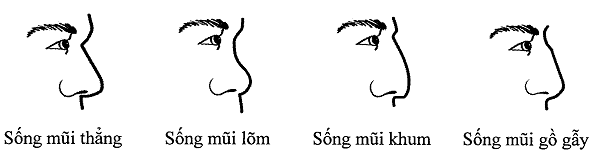 Sống mũi thẳng
Sống mũi lõm
Sống mũi khum
Sống mũi gồ gẫy